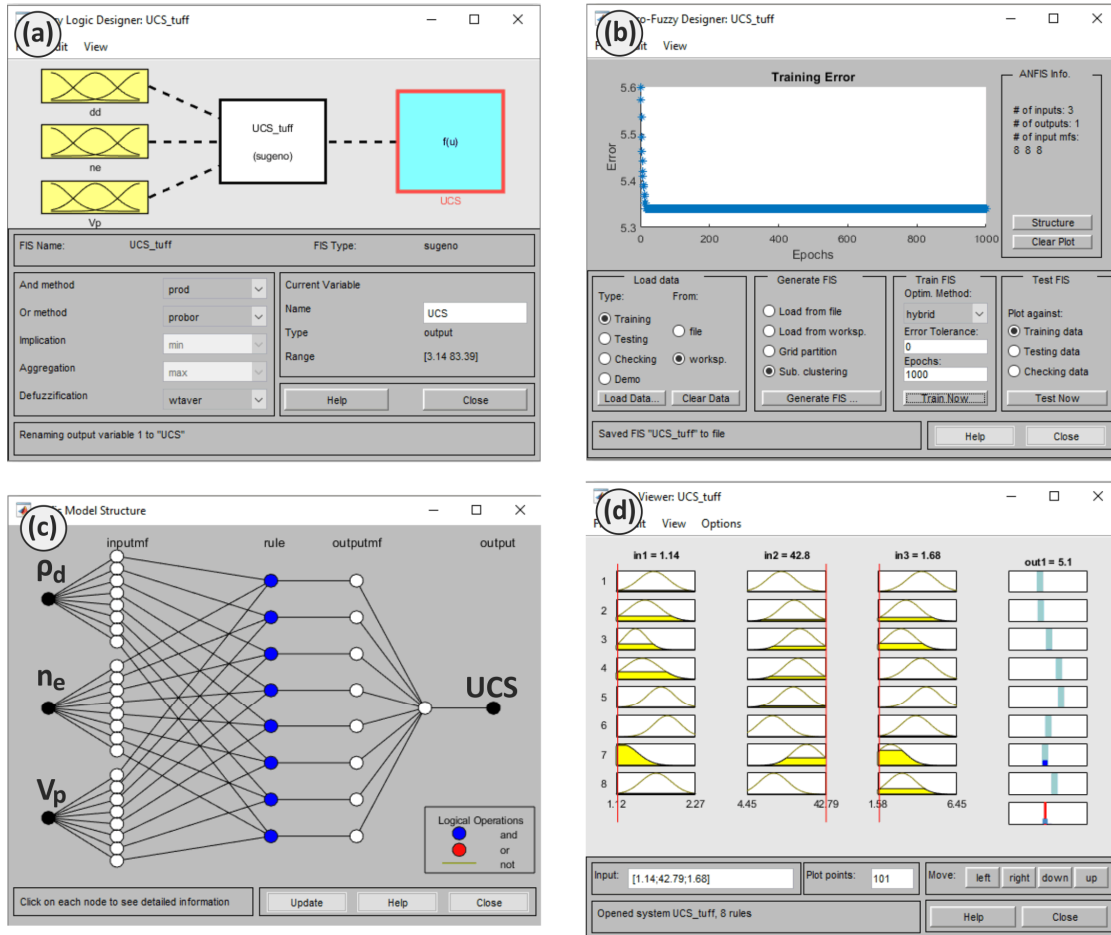 (a)
y Logic Designer: UCS_tuff
F
dit
View
dd
ne
Vp
UCS_tuff
(sugeno)
f(u)
UCS
FIS Name:
UCS_tuff
FIS Type:
sugeno
And method
prod
Or method
probor
Implication
min
Aggregation
max
Defuzzification
wtaver
Current Variable
Name
UCS
Type
output
Range
[3.14 83.39]
Help
Close
Renaming output variable 1 to "UCS"
(b)
ro-Fuzzy Designer: UCS_tuff
F
t
View
Training Error
5.6
5.5
5.4
5.3
Error
0
200
400
600
800
1000
Epochs
ANFIS Info.
# of inputs: 3
# of outputs: 1
# of input mfs:
8 8 8
Structure
Clear Plot
Load data
Type:
From:
Training
Testing
Checking
Demo
file
worksp.
Load Data...
Clear Data
Generate FIS
Load from file
Load from worksp.
Grid partition
Sub. clustering
Generate FIS ...
Train FIS
Optim. Method:
hybrid
Error Tolerance:
0
Epochs:
1000
Train Now
Test FIS
Plot against:
Training data
Testing data
Checking data
Test Now
Saved FIS "UCS_tuff" to file
Help
Close
(c)
s Model Structure
inputmf
rule
outputmf
output
ρd
ne
Vp
UCS
Logical Operations
and
or
not
Click on each node to see detailed information
Update
Help
Close
(d)
Viewer: UCS_tuff
F
t
View
Options
in1 = 1.14
in2 = 42.8
in3 = 1.68
out1 = 5.1
1
2
3
4
5
6
7
8
1.12
2.27
4.45
42.79
1.58
6.45
Input:
[1.14;42.79;1.68]
Plot points:
101
Move:
left
right
down
up
Opened system UCS_tuff, 8 rules
Help
Close